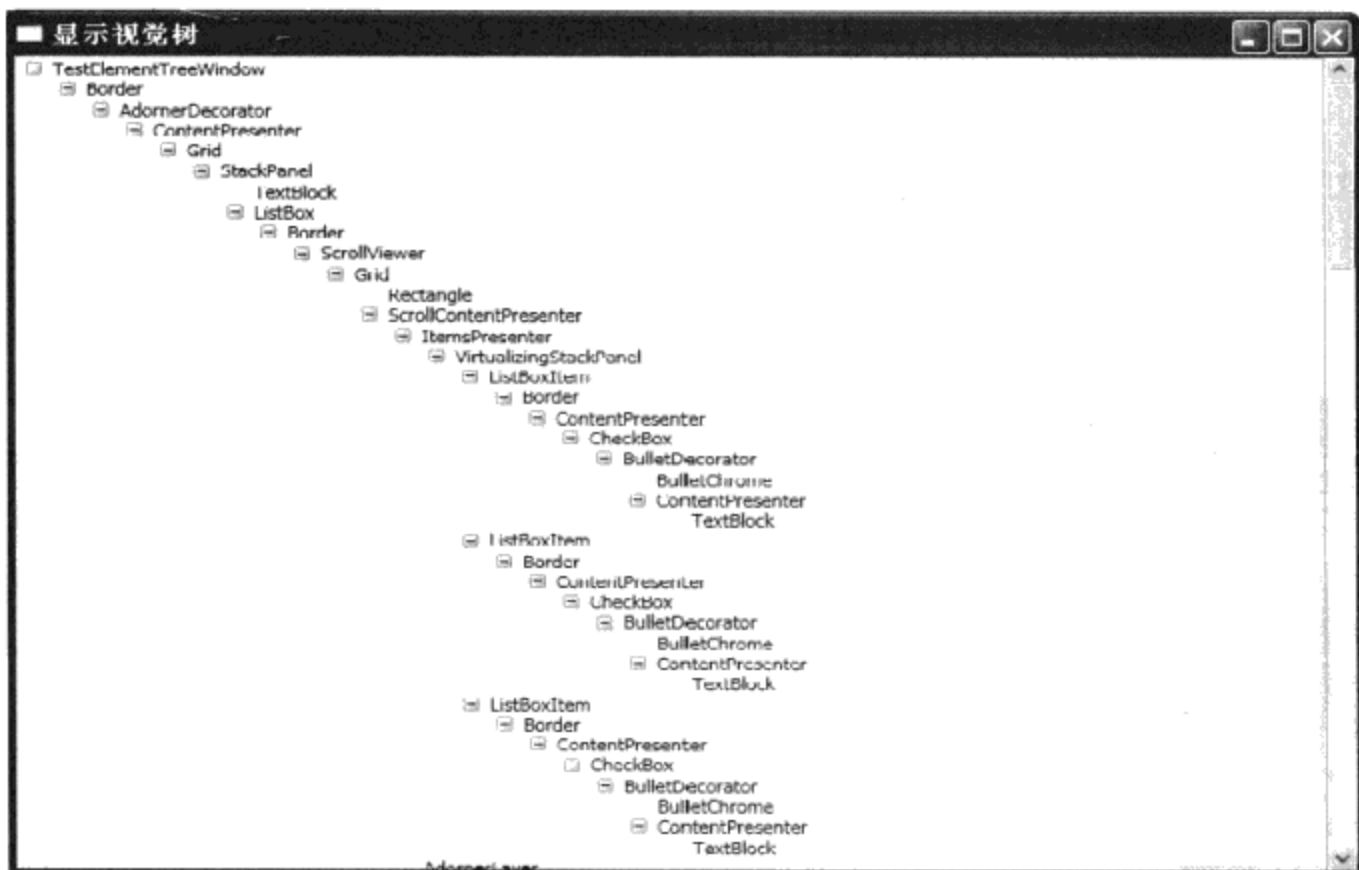 显示视觉树
TestElementTreeWindow
Border
AdornerDecorator
ContentPresenter
Grid
StackPanel
TextBlock
ListBox
Border
ScrollViewer
Grid
Rectangle
ScrollContentPresenter
ItemsPresenter
VirtualizingStackPanel
ListBoxItem
Border
ContentPresenter
CheckBox
BulletDecorator
BulletChrome
ContentPresenter
TextBlock
ListBoxItem
Border
ContentPresenter
CheckBox
BulletDecorator
BulletChrome
ContentPresenter
TextBlock
ListBoxItem
Border
ContentPresenter
CheckBox
BulletDecorator
BulletChrome
ContentPresenter
TextBlock
AdornerLayer